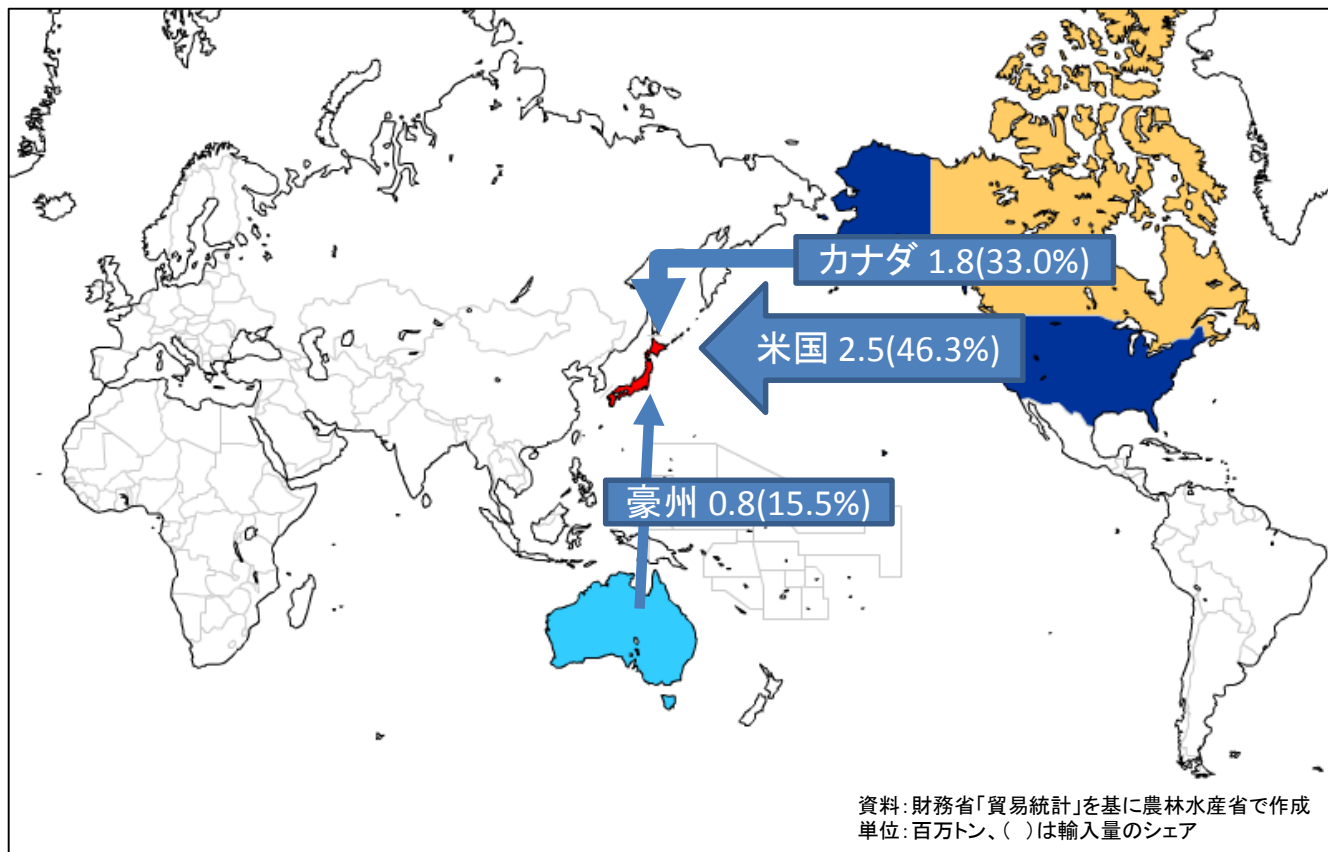 カナダ 1.8(33.0%)
米国 2.5(46.3%)
豪州 0.8(15.5%)
資料：財務省「貿易統計」を基に農林水産省で作成
単位：百万トン、（　）は輸入量のシェア